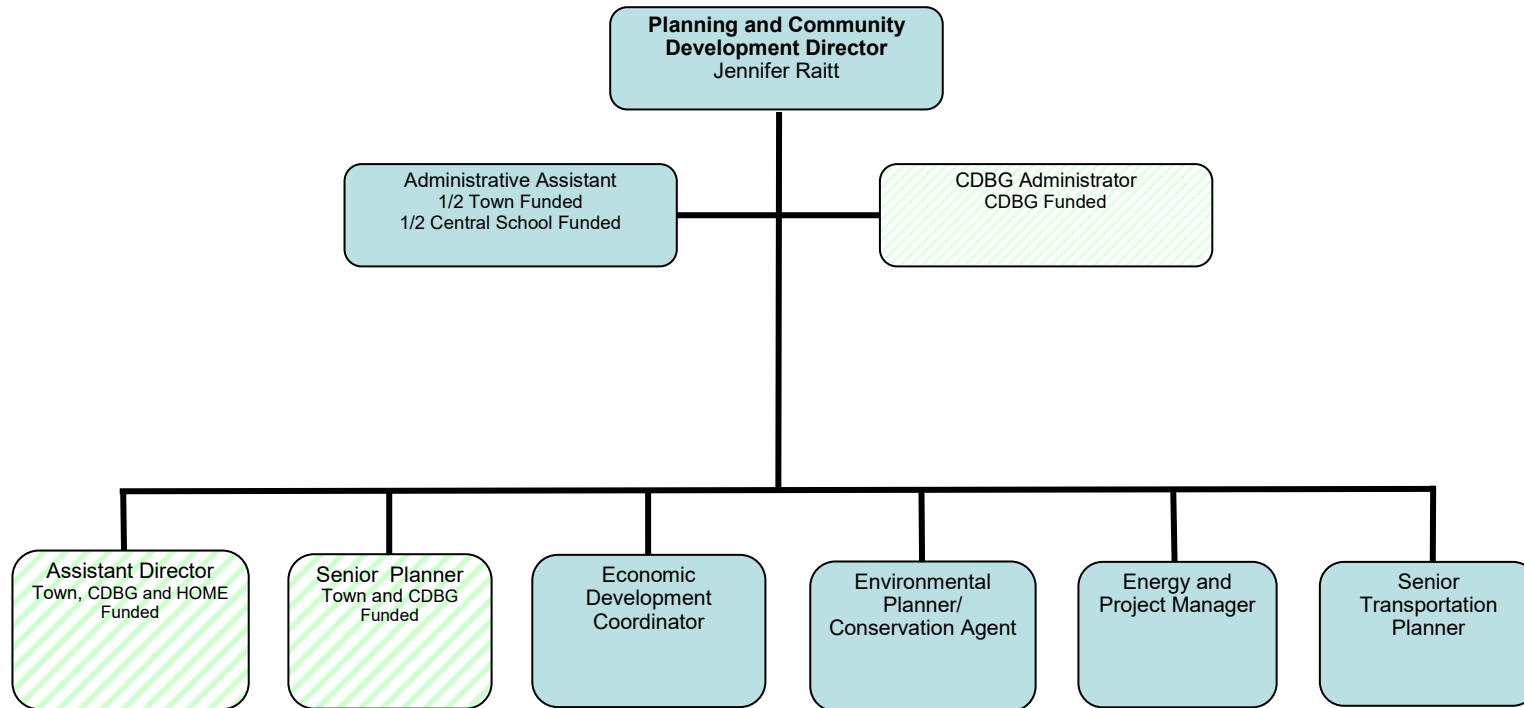 Planning and Community
Development Director
Jennifer Raitt
Administrative Assistant
1/2 Town Funded
1/2 Central School Funded
CDBG Administrator
CDBG Funded
Assistant Director
Town, CDBG and HOME
Funded
Senior Planner
Town and CDBG
Funded
Economic
Development
Coordinator
Environmental
Planner/
Conservation Agent
Energy and
Project Manager
Senior
Transportation
Planner